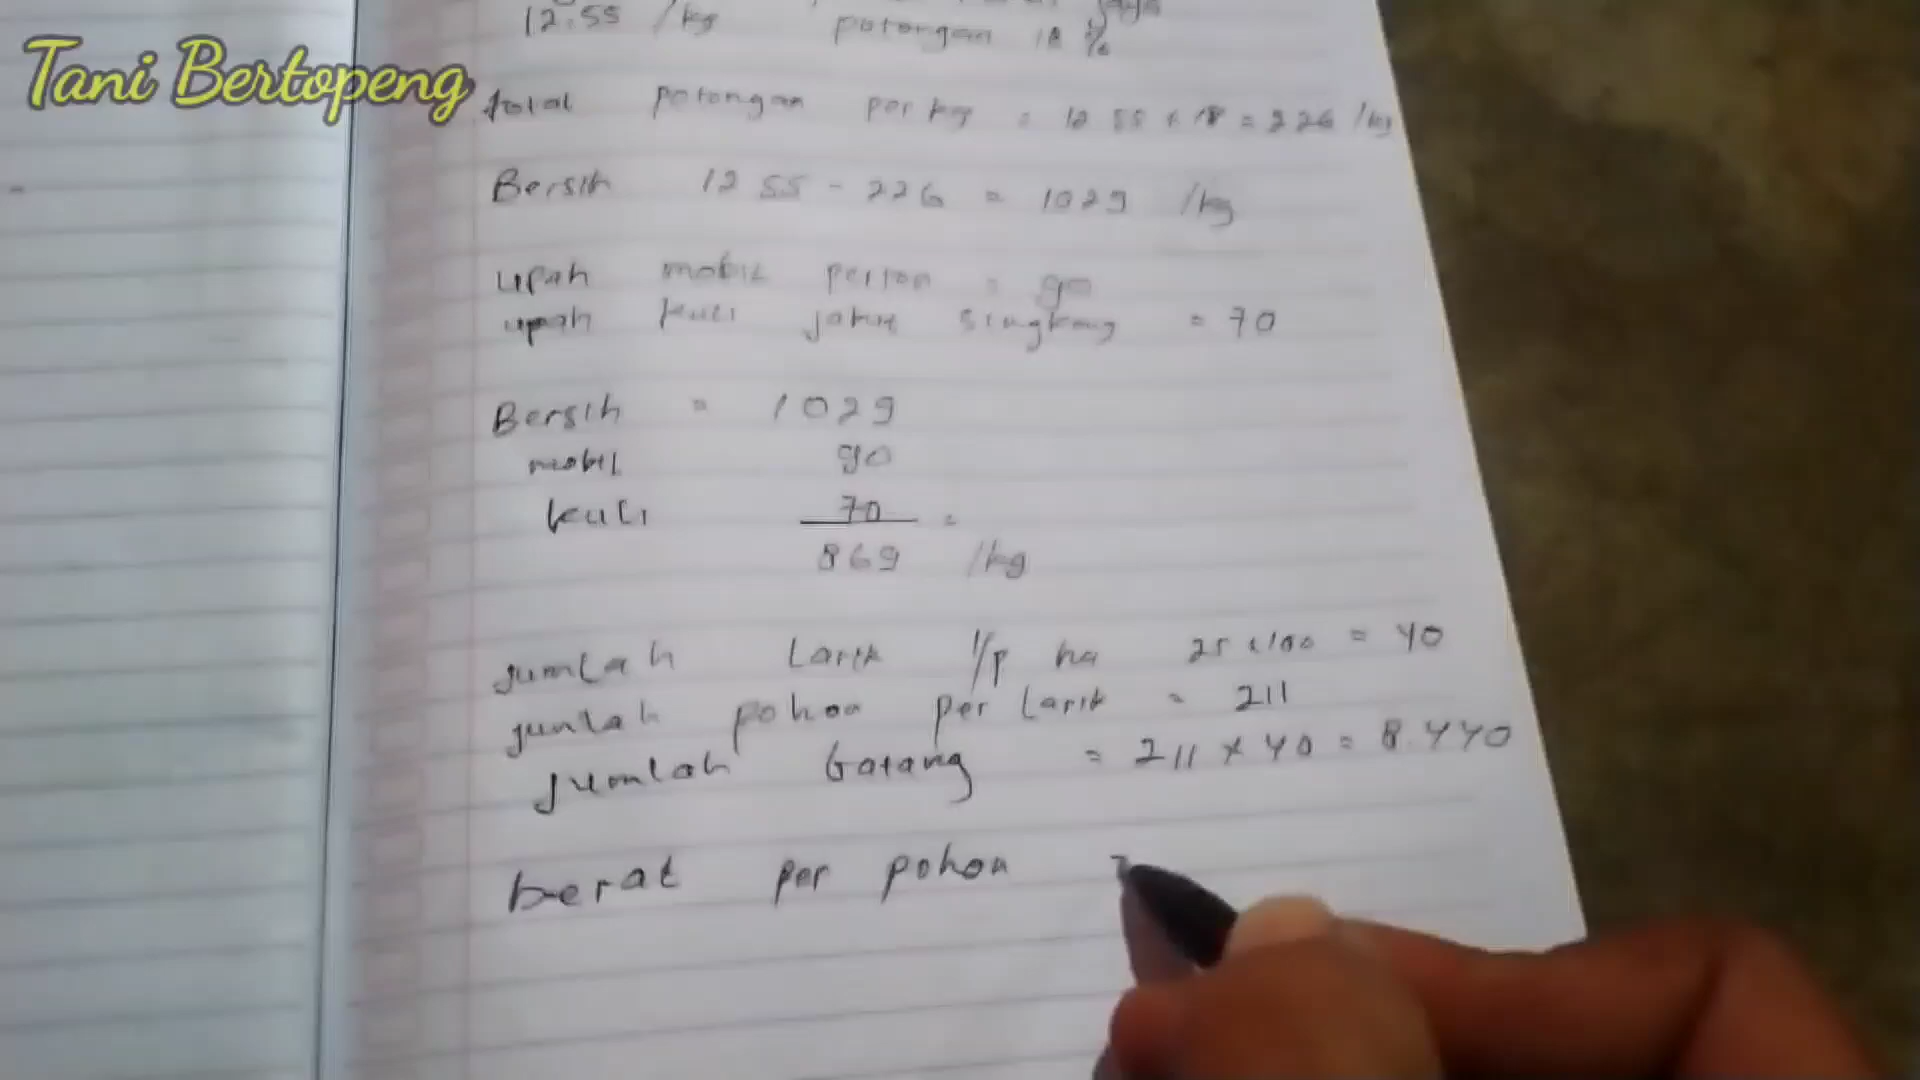 12.55 /kg potongan 18 %
Tani Bertopeng
total potongan per kg = 12 55 x 18 = 226 /kg
Bersih 12 55 - 226 = 1029 /kg
upah mobil perton = 90
upah kuli jabut singkong = 70
Bersih = 1029
mobil 90
kuli 70 =
869 /kg
jumlah Larik 1/p ha 25 x 100 = 40
jumlah pohon per Larik = 211
jumlah batang = 211 x 40 = 8.440
berat per pohon